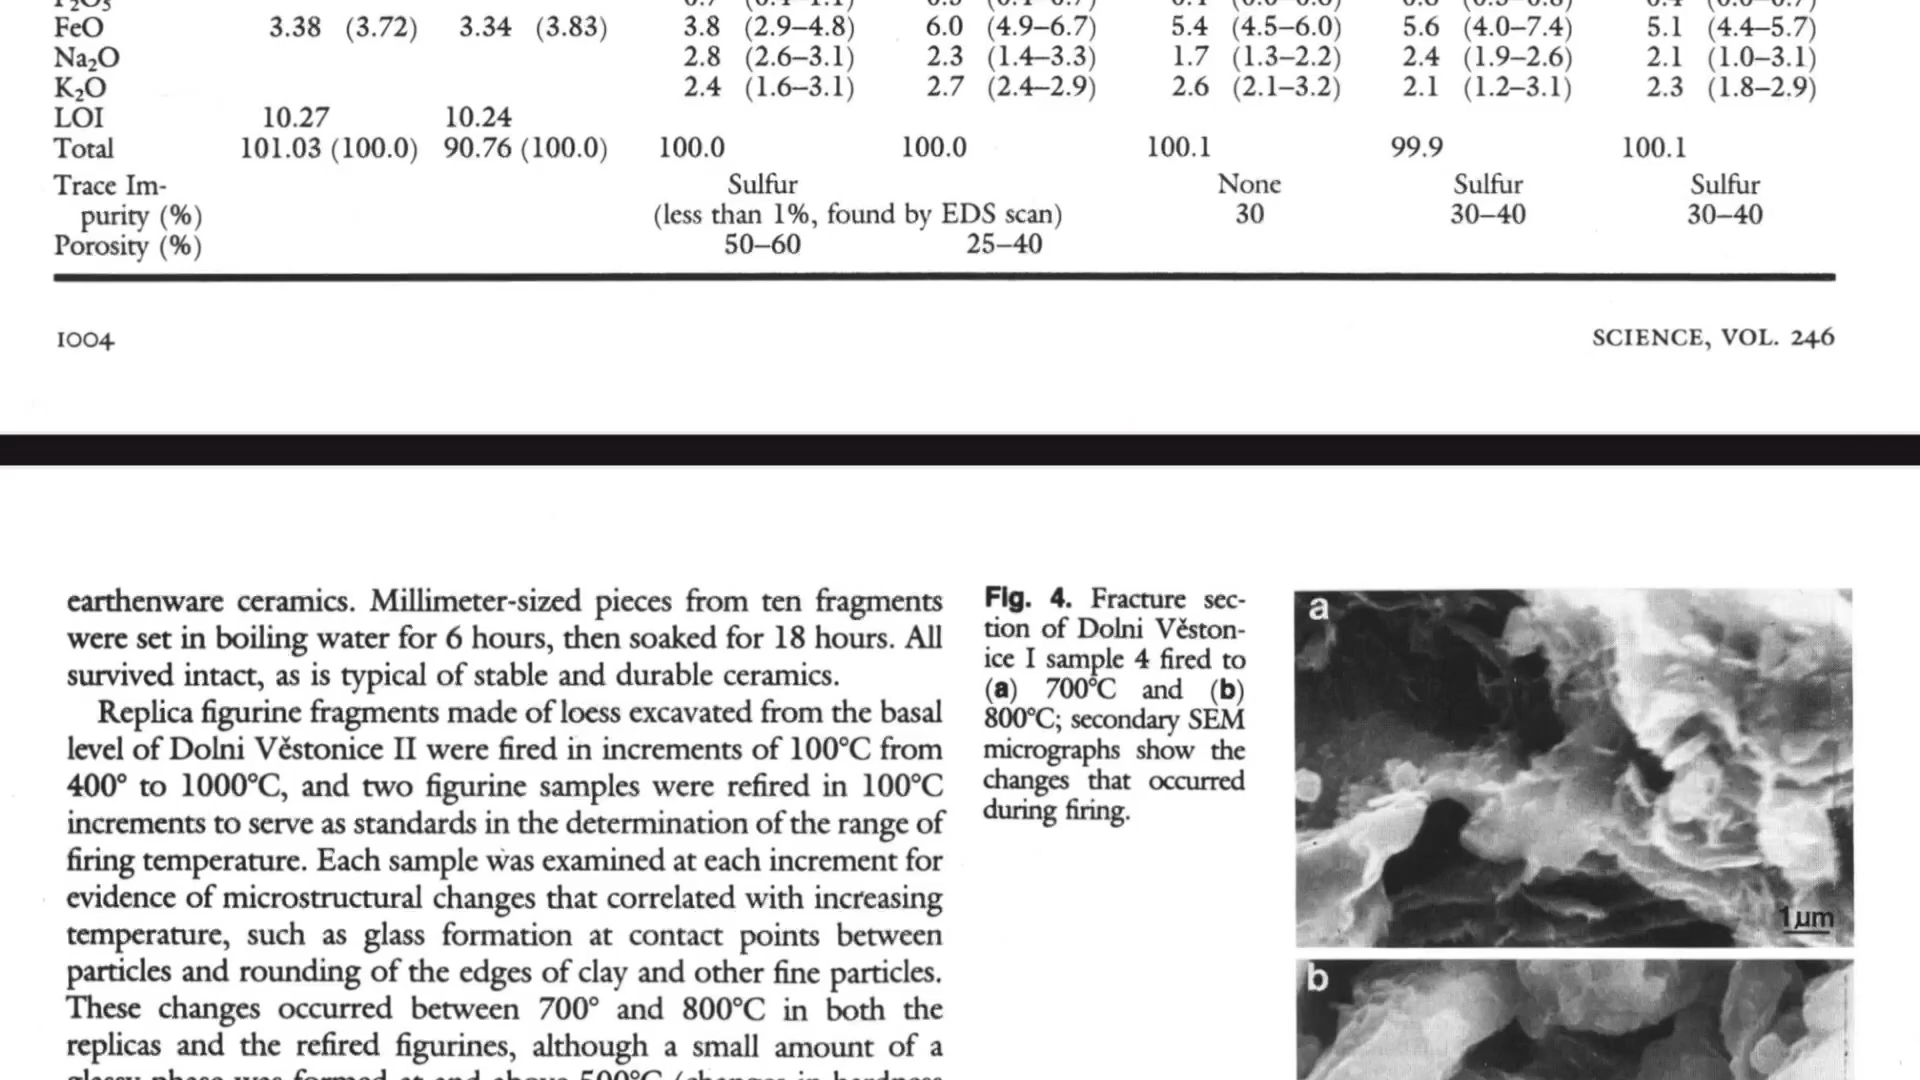 FeO 3.38 (3.72) 3.34 (3.83) 3.8 (2.9–4.8) 6.0 (4.9–6.7) 5.4 (4.5–6.0) 5.6 (4.0–7.4) 5.1 (4.4–5.7)
Na₂O 2.8 (2.6–3.1) 2.3 (1.4–3.3) 1.7 (1.3–2.2) 2.4 (1.9–2.6) 2.1 (1.0–3.1)
K₂O 2.4 (1.6–3.1) 2.7 (2.4–2.9) 2.6 (2.1–3.2) 2.1 (1.2–3.1) 2.3 (1.8–2.9)
LOI 10.27 10.24
Total 101.03 (100.0) 90.76 (100.0) 100.0 100.0 100.1 99.9 100.1
Trace Im- Sulfur None Sulfur Sulfur
purity (%) (less than 1%, found by EDS scan) 30 30–40 30–40
Porosity (%) 50–60 25–40
1004 SCIENCE, VOL. 246
earthenware ceramics. Millimeter-sized pieces from ten fragments
were set in boiling water for 6 hours, then soaked for 18 hours. All
survived intact, as is typical of stable and durable ceramics.
Replica figurine fragments made of loess excavated from the basal
level of Dolni Věstonice II were fired in increments of 100°C from
400° to 1000°C, and two figurine samples were refired in 100°C
increments to serve as standards in the determination of the range of
firing temperature. Each sample was examined at each increment for
evidence of microstructural changes that correlated with increasing
temperature, such as glass formation at contact points between
particles and rounding of the edges of clay and other fine particles.
These changes occurred between 700° and 800°C in both the
replicas and the refired figurines, although a small amount of a
glassy phase was formed at and above 500°C (changes in hardness
Fig. 4. Fracture sec-
tion of Dolni Věston-
ice I sample 4 fired to
(a) 700°C and (b)
800°C; secondary SEM
micrographs show the
changes that occurred
during firing.
a
1 µm
b